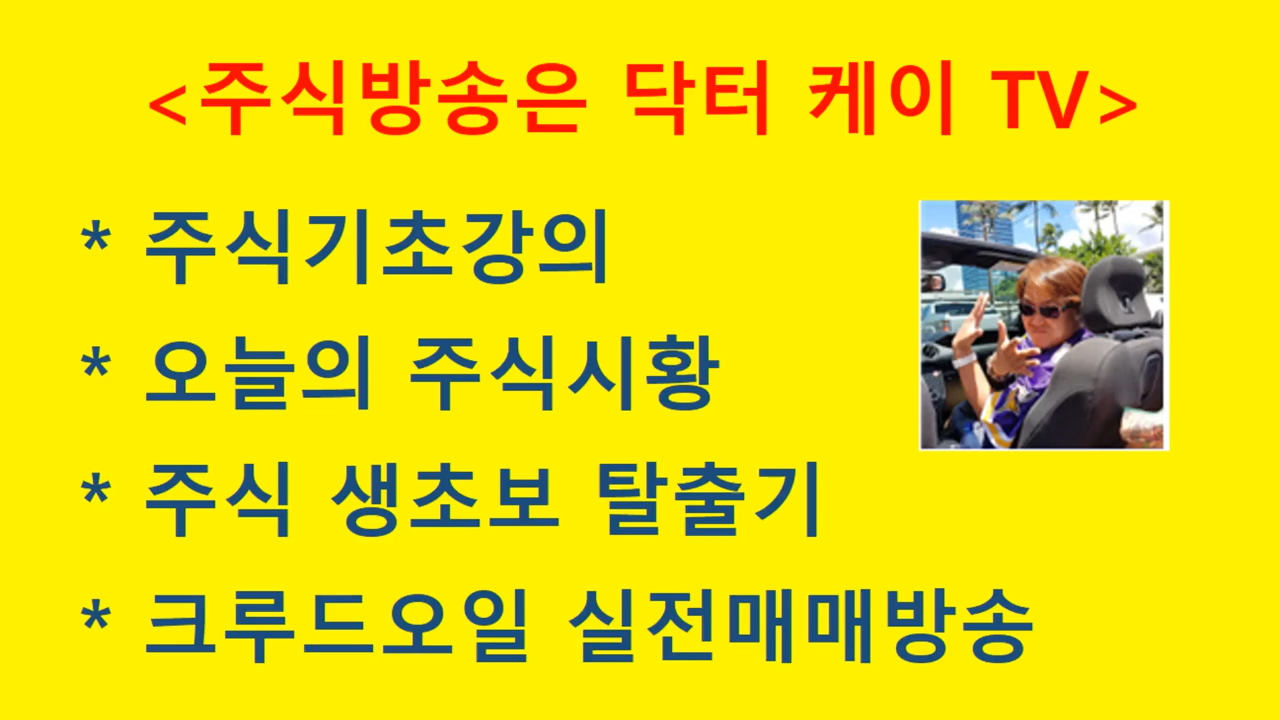 <주식방송은 닥터 케이 TV>
* 주식기초강의
* 오늘의 주식시황
* 주식 생초보 탈출기
* 크루드오일 실전매매방송